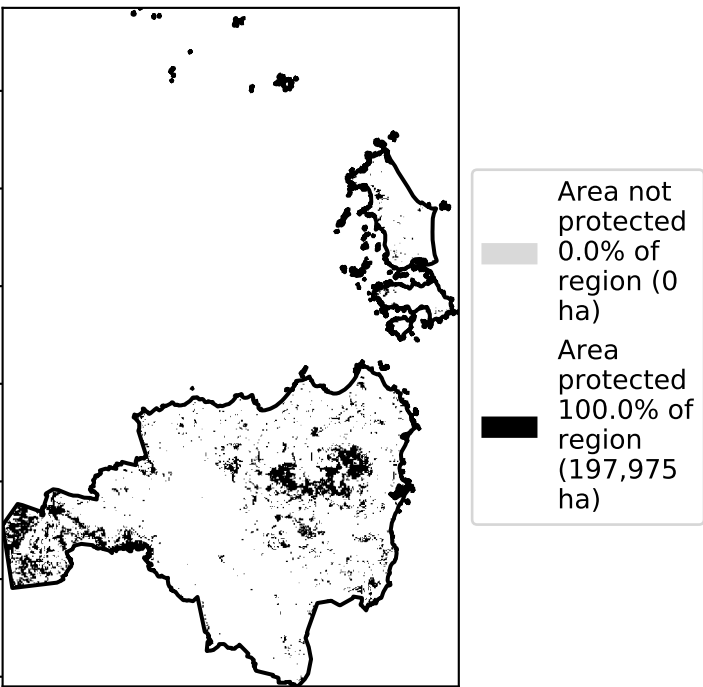 Area not
protected
0.0% of
region (0
ha)
Area
protected
100.0% of
region
(197,975
ha)